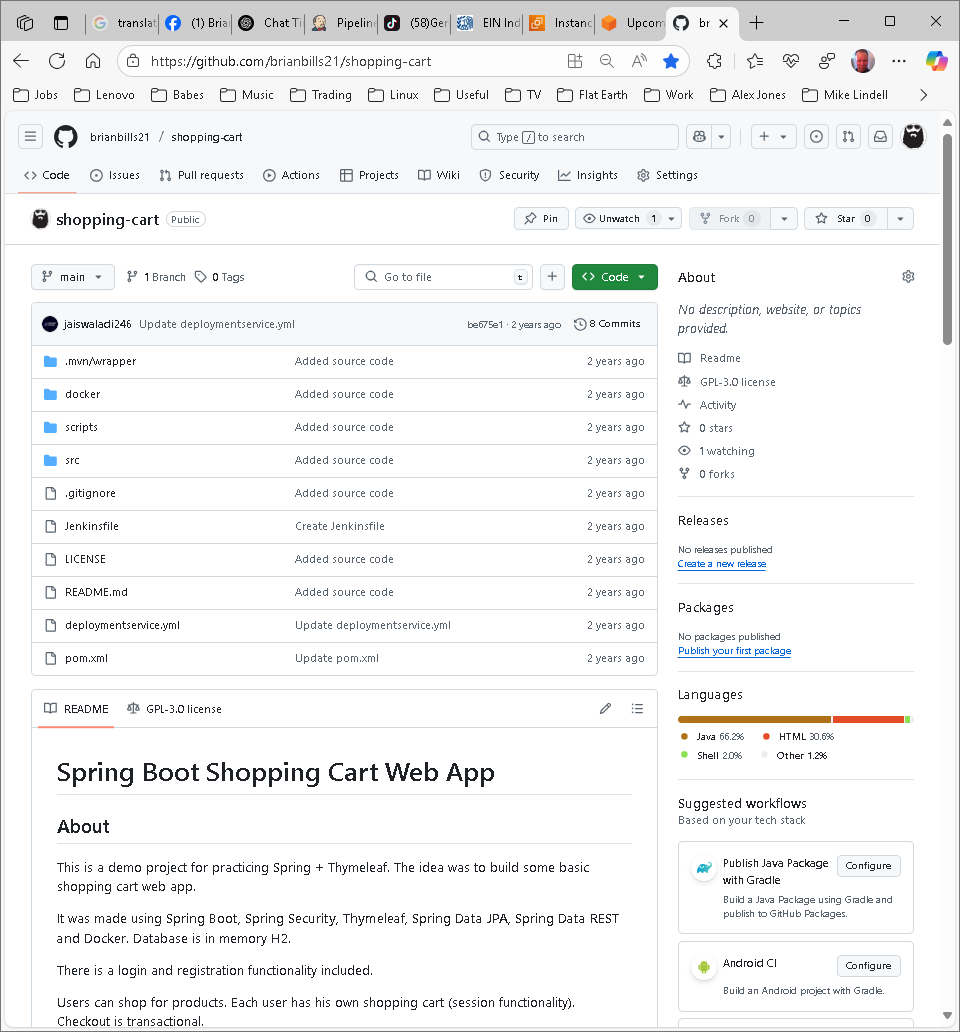 translat
(1) Bria
Chat Ti
Pipelin
(58)Ger
EIN Ind
Instanc
Upcom
br
https://github.com/brianbills21/shopping-cart
Jobs
Lenovo
Babes
Music
Trading
Linux
Useful
TV
Flat Earth
Work
Alex Jones
Mike Lindell
brianbills21 / shopping-cart
Type / to search
Code
Issues
Pull requests
Actions
Projects
Wiki
Security
Insights
Settings
shopping-cart Public
Pin
Unwatch 1
Fork 0
Star 0
main
1 Branch
0 Tags
Go to file t
Code
jaiswaladi246 Update deploymentservice.yml be675e1 · 2 years ago 8 Commits
.mvn/wrapper Added source code 2 years ago
docker Added source code 2 years ago
scripts Added source code 2 years ago
src Added source code 2 years ago
.gitignore Added source code 2 years ago
Jenkinsfile Create Jenkinsfile 2 years ago
LICENSE Added source code 2 years ago
README.md Added source code 2 years ago
deploymentservice.yml Update deploymentservice.yml 2 years ago
pom.xml Update pom.xml 2 years ago
README
GPL-3.0 license
Spring Boot Shopping Cart Web App
About
This is a demo project for practicing Spring + Thymeleaf. The idea was to build some basic
shopping cart web app.
It was made using Spring Boot, Spring Security, Thymeleaf, Spring Data JPA, Spring Data REST
and Docker. Database is in memory H2.
There is a login and registration functionality included.
Users can shop for products. Each user has his own shopping cart (session functionality).
Checkout is transactional.
About
No description, website, or topics
provided.
Readme
GPL-3.0 license
Activity
0 stars
1 watching
0 forks
Releases
No releases published
Create a new release
Packages
No packages published
Publish your first package
Languages
Java 66.2%
HTML 30.6%
Shell 2.0%
Other 1.2%
Suggested workflows
Based on your tech stack
Publish Java Package
with Gradle
Configure
Build a Java Package using Gradle and
publish to GitHub Packages.
Android CI
Configure
Build an Android project with Gradle.